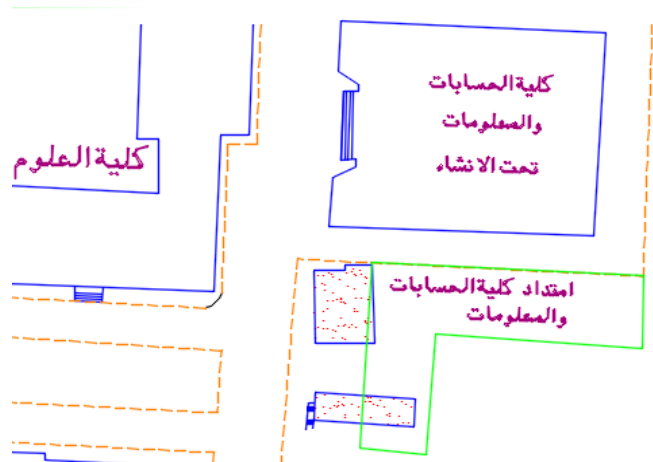 كلية الحسابات
والمعلومات
تحت الانشاء
كلية العلوم
امتداد كلية الحسابات
والمعلومات